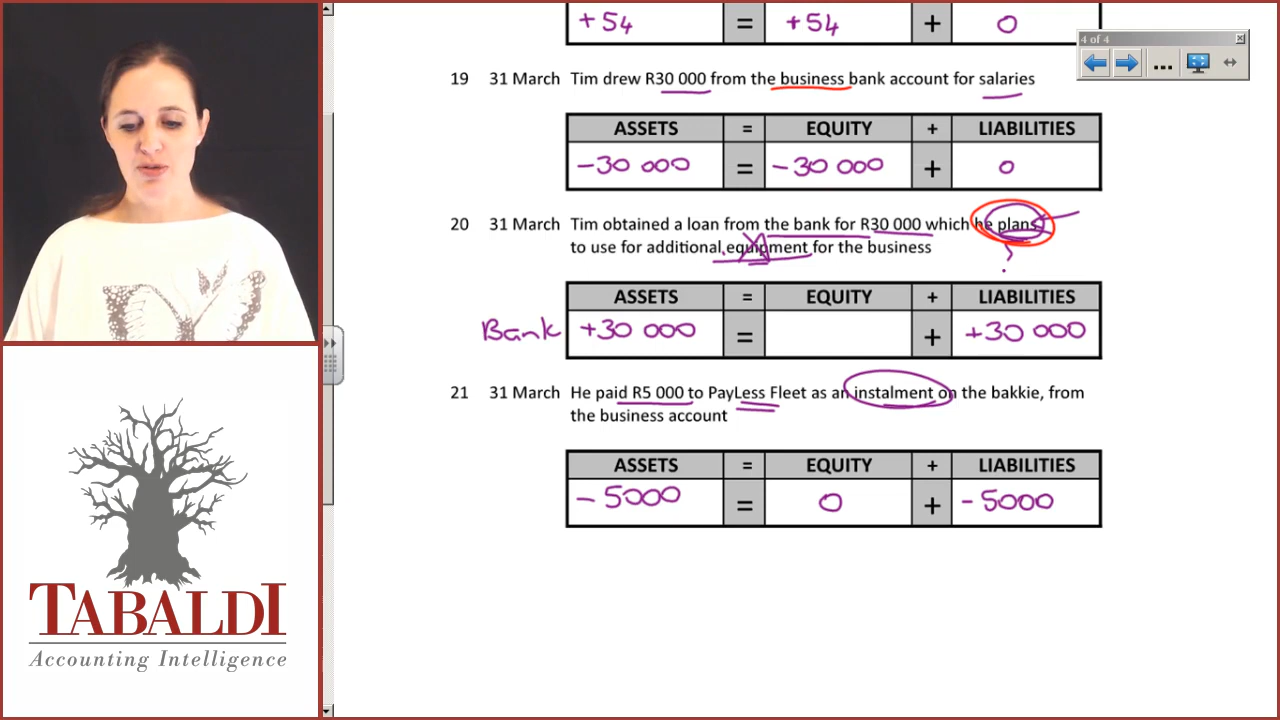 +54 = +54 + 0
4 of 4
19 31 March Tim drew R30 000 from the business bank account for salaries
ASSETS = EQUITY + LIABILITIES
-30 000 = -30 000 + 0
20 31 March Tim obtained a loan from the bank for R30 000 which he plans
to use for additional equipment for the business
?
ASSETS = EQUITY + LIABILITIES
Bank +30 000 = + +30 000
21 31 March He paid R5 000 to PayLess Fleet as an instalment on the bakkie, from
the business account
ASSETS = EQUITY + LIABILITIES
-5000 = 0 + -5000
TABALDI
Accounting Intelligence